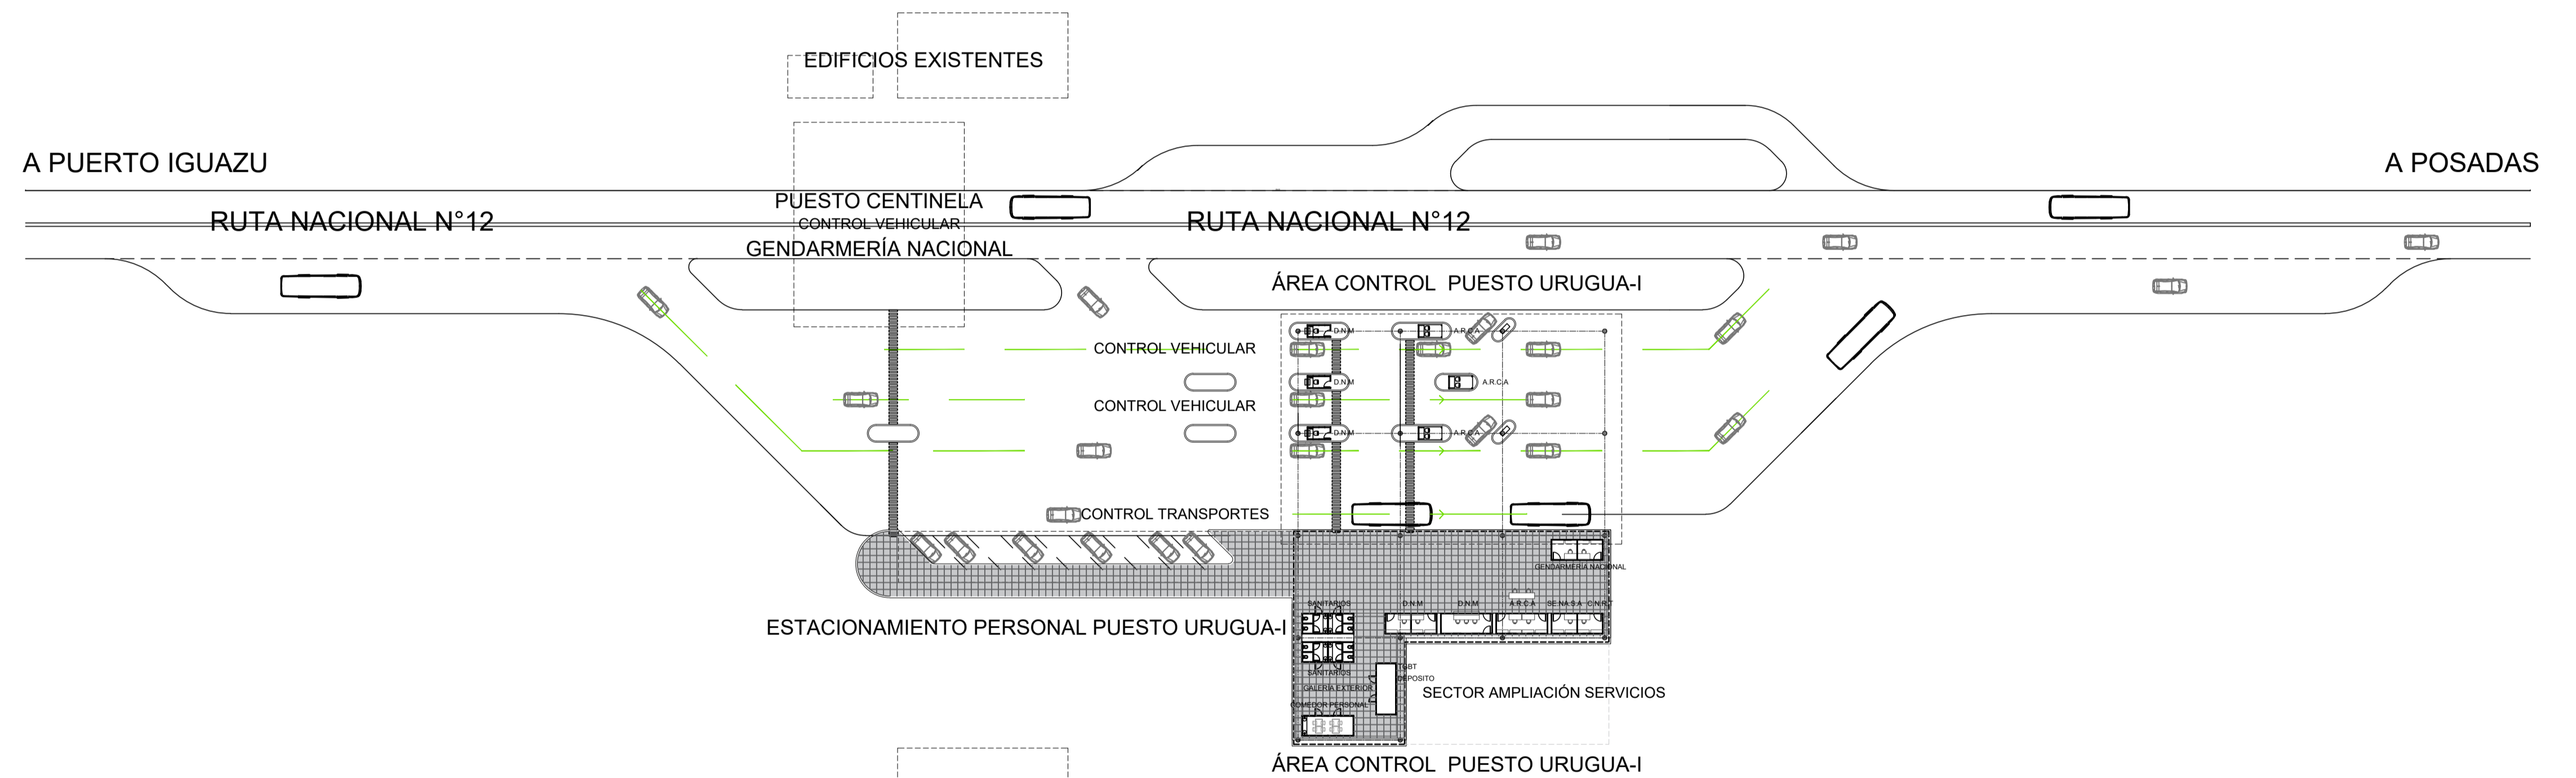 EDIFICIOS EXISTENTES
A PUERTO IGUAZU
A POSADAS
PUESTO CENTINELA
RUTA NACIONAL N°12
CONTROL VEHICULAR
RUTA NACIONAL N°12
GENDARMERÍA NACIONAL
ÁREA CONTROL PUESTO URUGUA-I
D.N.M
A.R.C.A
CONTROL VEHICULAR
D.N.M
A.R.C.A
CONTROL VEHICULAR
D.N.M
A.R.C.A
CONTROL TRANSPORTES
GENDARMERÍA NACIONAL
SANITARIOS
D.N.M
D.N.M
A.R.C.A
SE.NA.S.A
C.N.R.T
ESTACIONAMIENTO PERSONAL PUESTO URUGUA-I
TGBT
SANITARIOS
DEPOSITO
GALERÍA EXTERIOR
SECTOR AMPLIACIÓN SERVICIOS
COMEDOR PERSONAL
ÁREA CONTROL PUESTO URUGUA-I